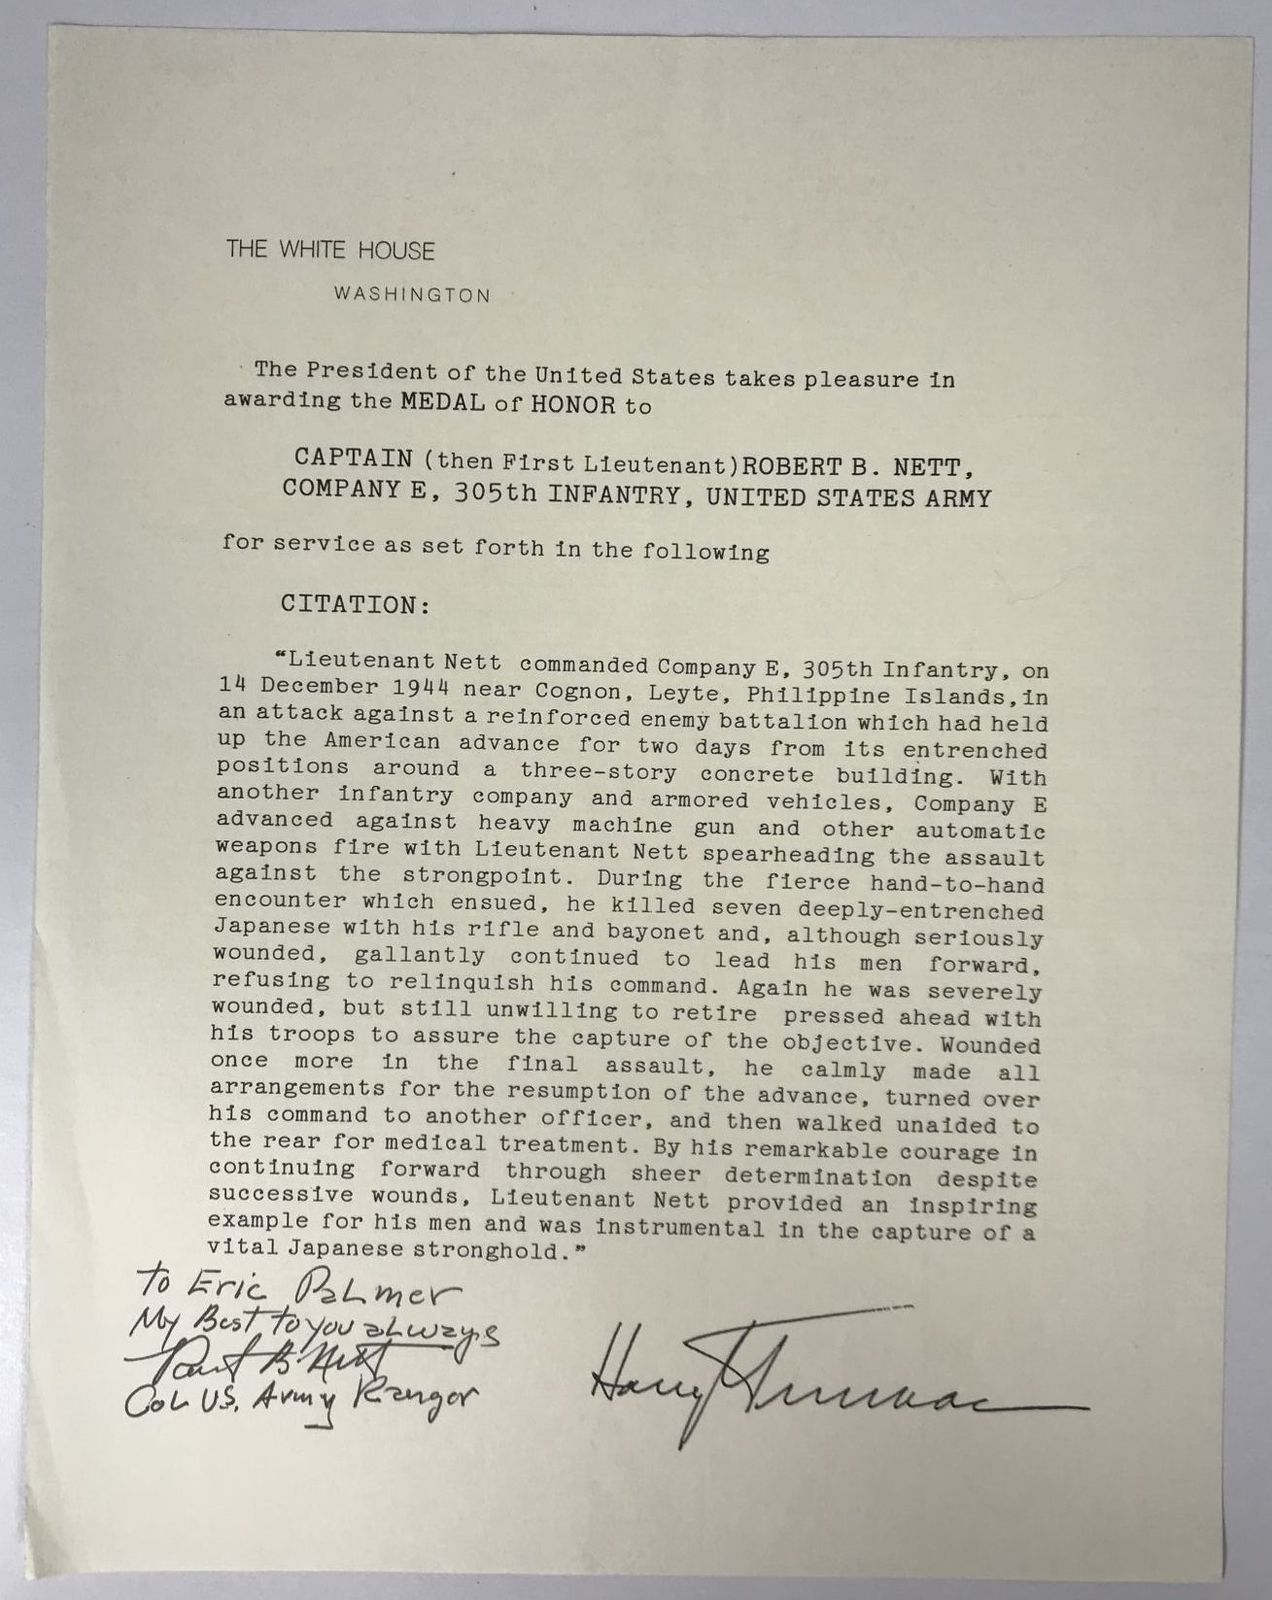 THE WHITE HOUSE
WASHINGTON
The President of the United States takes pleasure in
awarding the MEDAL of HONOR to
CAPTAIN (then First Lieutenant)ROBERT B. NETT,
COMPANY E, 305th INFANTRY, UNITED STATES ARMY
for service as set forth in the following
CITATION:
“Lieutenant Nett commanded Company E, 305th Infantry, on
14 December 1944 near Cognon, Leyte, Philippine Islands,in
an attack against a reinforced enemy battalion which had held
up the American advance for two days from its entrenched
positions around a three-story concrete building. With
another infantry company and armored vehicles, Company E
advanced against heavy machine gun and other automatic
weapons fire with Lieutenant Nett spearheading the assault
against the strongpoint. During the fierce hand-to-hand
encounter which ensued, he killed seven deeply-entrenched
Japanese with his rifle and bayonet and, although seriously
wounded, gallantly continued to lead his men forward,
refusing to relinquish his command. Again he was severely
wounded, but still unwilling to retire pressed ahead with
his troops to assure the capture of the objective. Wounded
once more in the final assault, he calmly made all
arrangements for the resumption of the advance, turned over
his command to another officer, and then walked unaided to
the rear for medical treatment. By his remarkable courage in
continuing forward through sheer determination despite
successive wounds, Lieutenant Nett provided an inspiring
example for his men and was instrumental in the capture of a
vital Japanese stronghold.”
To Eric Palmer
My Best to you always
Robert B Nett
Col US. Army Ranger
Harry Truman